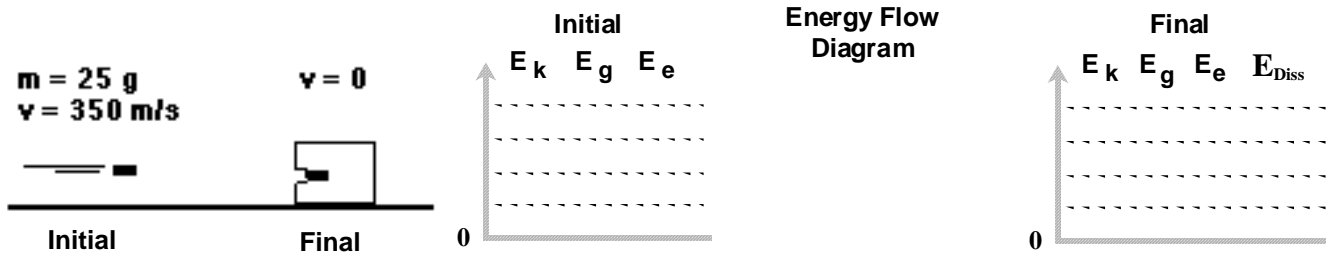 m = 25 g
v = 350 m/s
v = 0
Initial
Final
Initial
E k E g E e
0
Energy Flow
Diagram
Final
E k E g E e E Diss
0